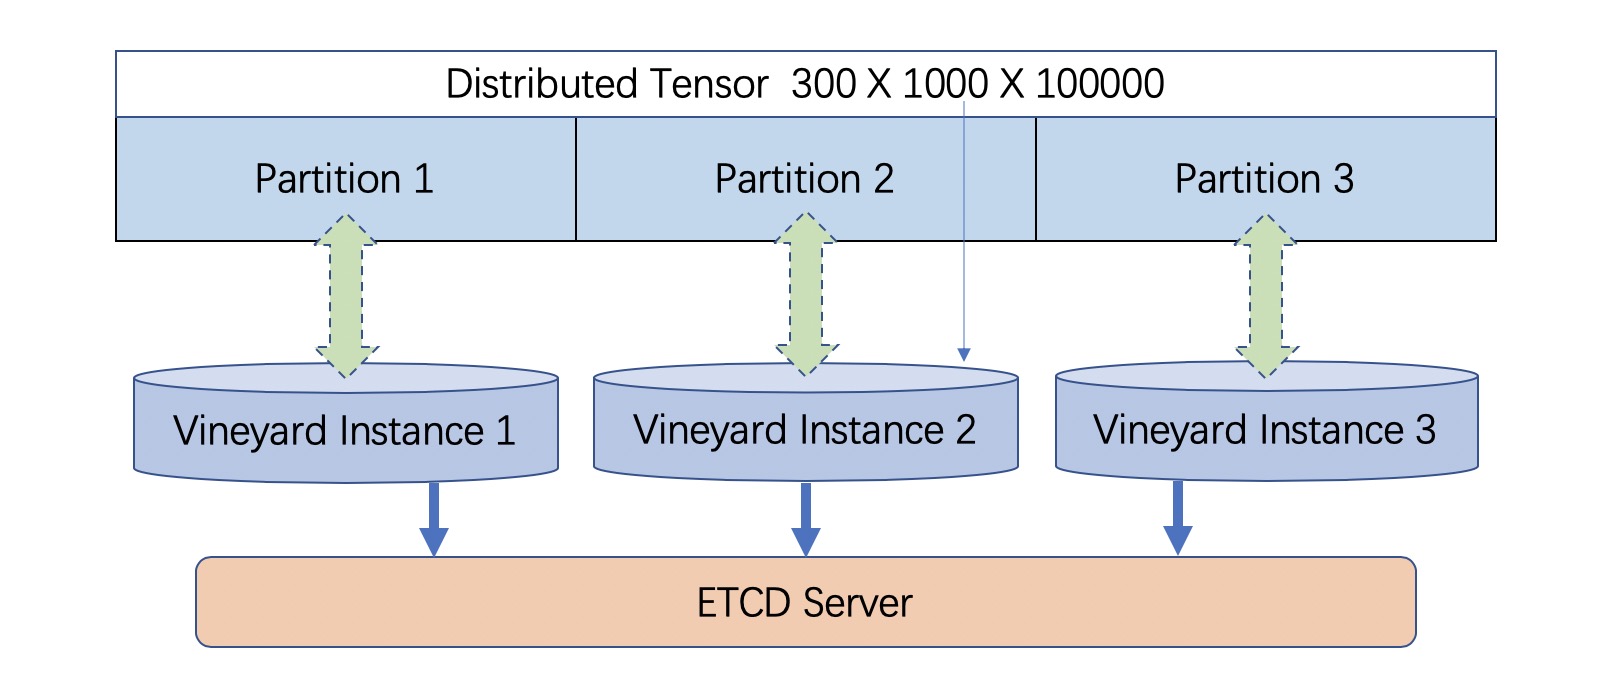 Distributed Tensor 300 X 1000 X 100000
Partition 1
Partition 2
Partition 3
Vineyard Instance 1
Vineyard Instance 2
Vineyard Instance 3
ETCD Server